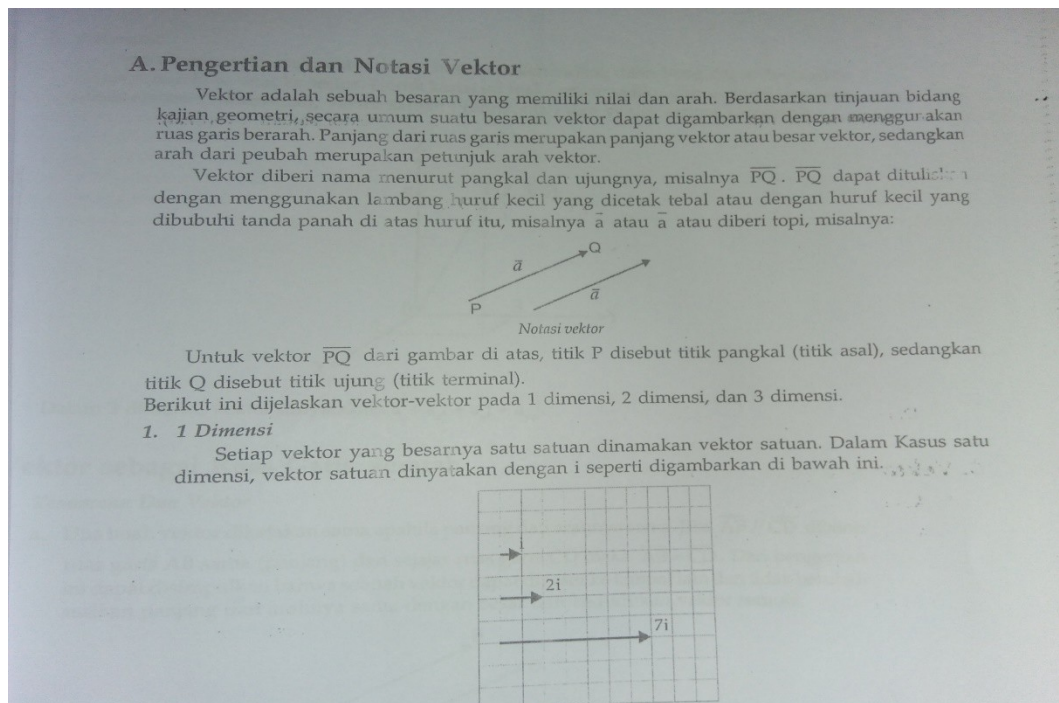 A. Pengertian dan Notasi Vektor
Vektor adalah sebuah besaran yang memiliki nilai dan arah. Berdasarkan tinjauan bidang
kajian geometri, secara umum suatu besaran vektor dapat digambarkan dengan menggunakan
ruas garis berarah. Panjang dari ruas garis merupakan panjang vektor atau besar vektor, sedangkan
arah dari peubah merupakan petunjuk arah vektor.
Vektor diberi nama menurut pangkal dan ujungnya, misalnya P̅Q̅. P̅Q̅ dapat
dengan menggunakan lambang huruf kecil yang dicetak tebal atau dengan huruf kecil yang
dibubuhi tanda panah di atas huruf itu, misalnya a⃗ atau a̅ atau diberi topi, misalnya:
Q
a̅
a̅
P
Notasi vektor
Untuk vektor P̅Q̅ dari gambar di atas, titik P disebut titik pangkal (titik asal), sedangkan
titik Q disebut titik ujung (titik terminal).
Berikut ini dijelaskan vektor-vektor pada 1 dimensi, 2 dimensi, dan 3 dimensi.
1. 1 Dimensi
Setiap vektor yang besarnya satu satuan dinamakan vektor satuan. Dalam Kasus satu
dimensi, vektor satuan dinyatakan dengan i seperti digambarkan di bawah ini.
i
2i
7i